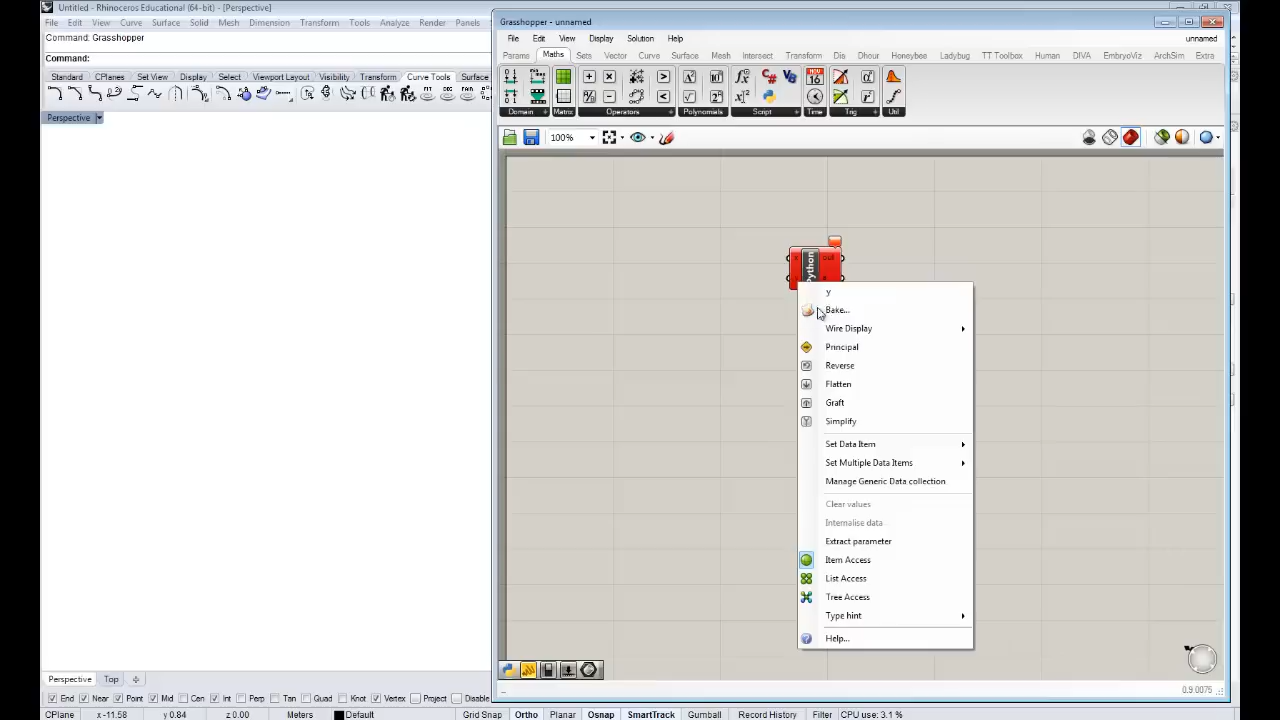 Untitled - Rhinoceros Educational (64-bit) - [Perspective]
File Edit View Curve Surface Solid Mesh Dimension Transform Tools Analyze Render Panels
Command: Grasshopper
Command:
Standard CPlanes Set View Display Select Viewport Layout Visibility Transform Curve Tools Surface
Perspective
Grasshopper - unnamed
File Edit View Display Solution Help unnamed
Params Maths Sets Vector Curve Surface Mesh Intersect Transform Dia Dhour Honeybee Ladybug TT Toolbox Human DIVA EmbryoViz ArchSim Extra
Domain Matrix Operators Polynomials Script Time Trig Util
100%
Python
out
y
Bake...
Wire Display
Principal
Reverse
Flatten
Graft
Simplify
Set Data Item
Set Multiple Data Items
Manage Generic Data collection
Clear values
Internalise data
Extract parameter
Item Access
List Access
Tree Access
Type hint
Help...
0.9.0075
Perspective Top
End Near Point Mid Cen Int Perp Tan Quad Knot Vertex Project Disable
CPlane x -11.58 y 0.84 z 0.00 Meters Default Grid Snap Ortho Planar Osnap SmartTrack Gumball Record History Filter CPU use: 3.1 %